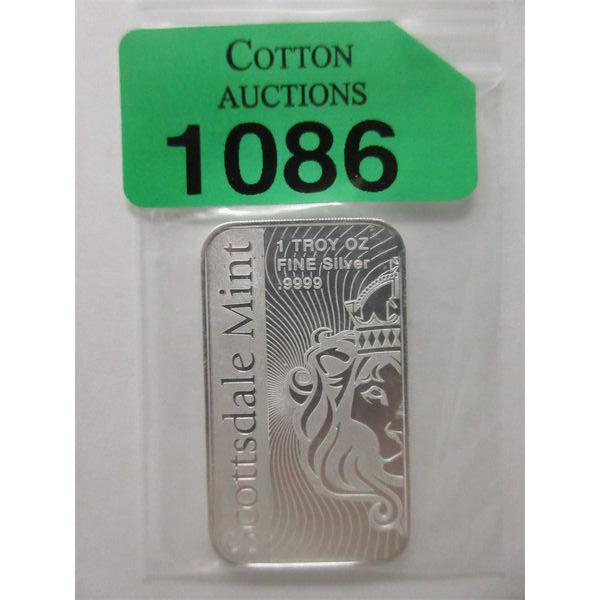 COTTON
AUCTIONS
1086
1 TROY OZ
FINE Silver
.9999
Scottsdale Mint